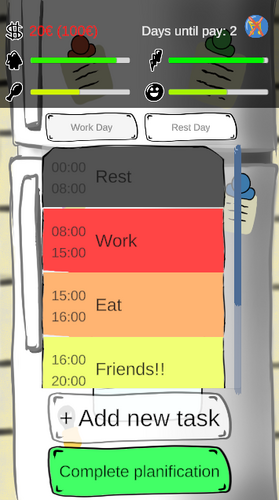 20€ (100€)
Days until pay: 2
Work Day
Rest Day
00:00
08:00
Rest
08:00
15:00
Work
15:00
16:00
Eat
16:00
20:00
Friends!!
+ Add new task
Complete planification